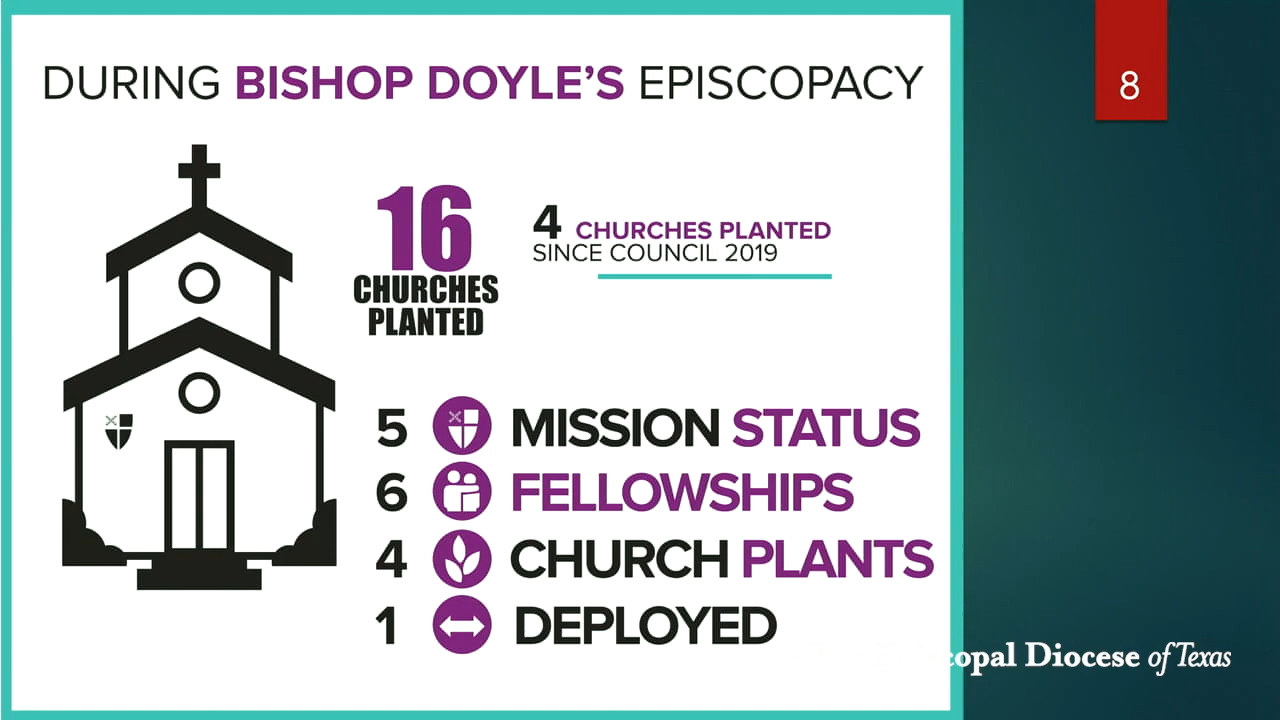 DURING BISHOP DOYLE'S EPISCOPACY
8
16
CHURCHES
PLANTED
4 CHURCHES PLANTED
SINCE COUNCIL 2019
5 MISSION STATUS
6 FELLOWSHIPS
4 CHURCH PLANTS
1 DEPLOYED
Diocese of Texas